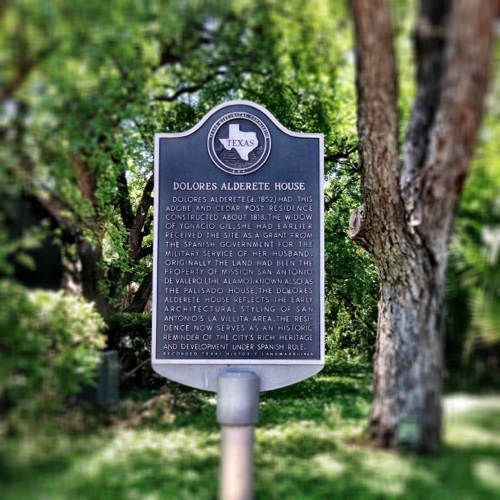 TEXAS
DOLORES ALDERETE HOUSE
DOLORES ALDERETE (d. 1852) HAD THIS
ADOBE AND CEDAR POST RESIDENCE
CONSTRUCTED ABOUT 1818. THE WIDOW
OF YGNACIO GIL, SHE HAD EARLIER
RECEIVED THE SITE AS A GRANT FROM
THE SPANISH GOVERNMENT FOR THE
MILITARY SERVICE OF HER HUSBAND.
ORIGINALLY THE LAND HAD BEEN THE
PROPERTY OF MISSION SAN ANTONIO
DE VALERO (THE ALAMO). KNOWN ALSO AS
THE PALISADO HOUSE, THE DOLORES
ALDERETE HOUSE REFLECTS THE EARLY
ARCHITECTURAL STYLING OF SAN
ANTONIO'S LA VILLITA AREA. THE RESI-
DENCE NOW SERVES AS AN HISTORIC
REMINDER OF THE CITY'S RICH HERITAGE
AND DEVELOPMENT UNDER SPANISH RULE.
RECORDED TEXAS HISTORIC LANDMARK